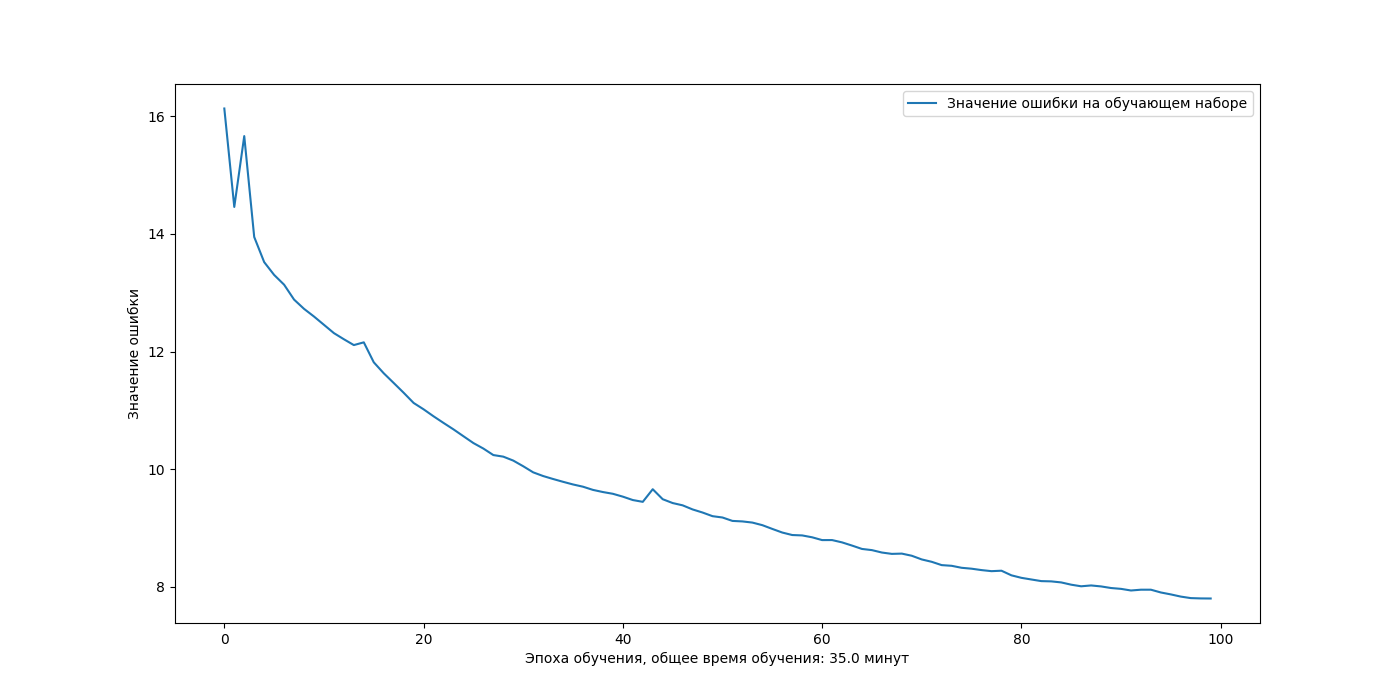 Значение ошибки на обучающем наборе
16
14
12
10
8
Значение ошибки
0 20 40 60 80 100
Эпоха обучения, общее время обучения: 35.0 минут